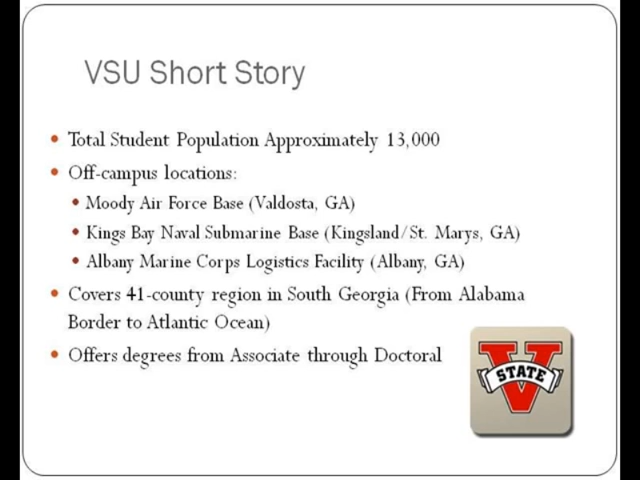 VSU Short Story
Total Student Population Approximately 13,000
Off-campus locations:
Moody Air Force Base (Valdosta, GA)
Kings Bay Naval Submarine Base (Kingsland/St. Marys, GA)
Albany Marine Corps Logistics Facility (Albany, GA)
Covers 41-county region in South Georgia (From Alabama
Border to Atlantic Ocean)
Offers degrees from Associate through Doctoral
V
STATE